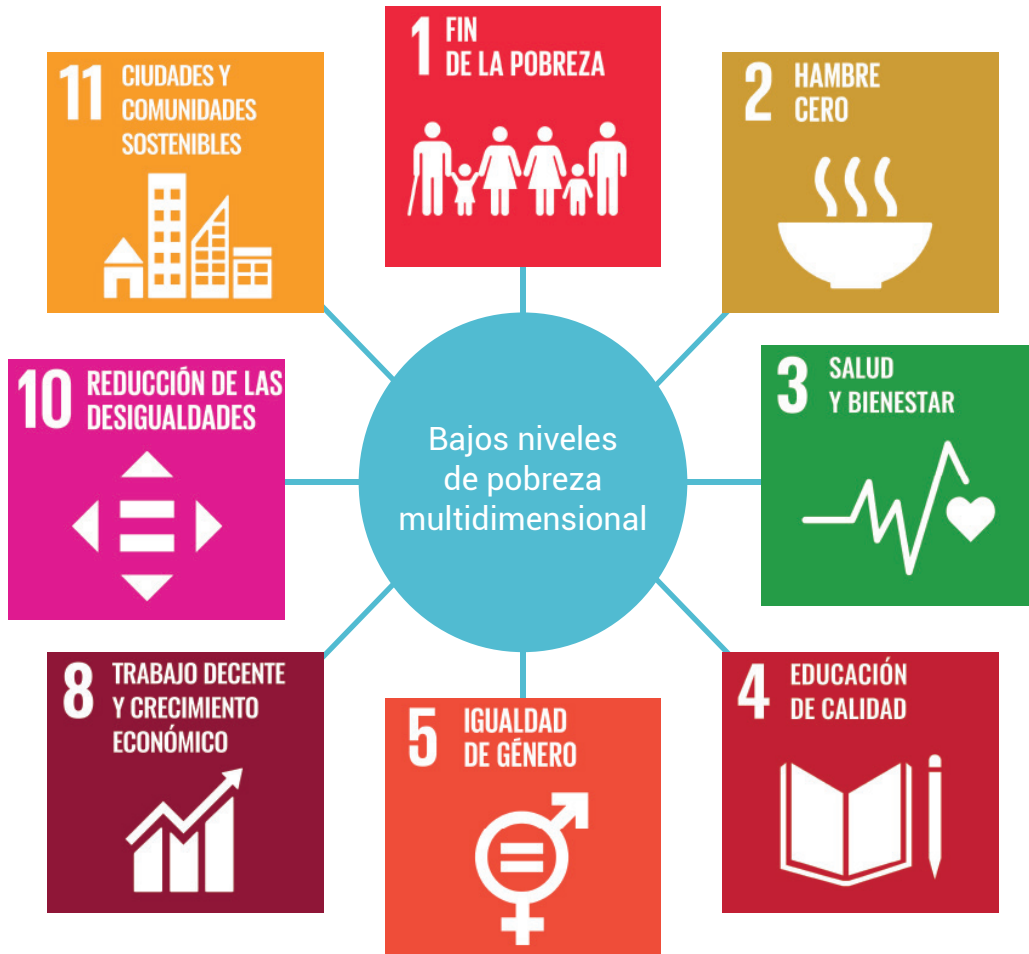 1 FIN
DE LA POBREZA
2 HAMBRE
CERO
3 SALUD
Y BIENESTAR
4 EDUCACIÓN
DE CALIDAD
5 IGUALDAD
DE GÉNERO
8 TRABAJO DECENTE
Y CRECIMIENTO
ECONÓMICO
10 REDUCCIÓN DE LAS
DESIGUALDADES
11 CIUDADES Y
COMUNIDADES
SOSTENIBLES
Bajos niveles
de pobreza
multidimensional